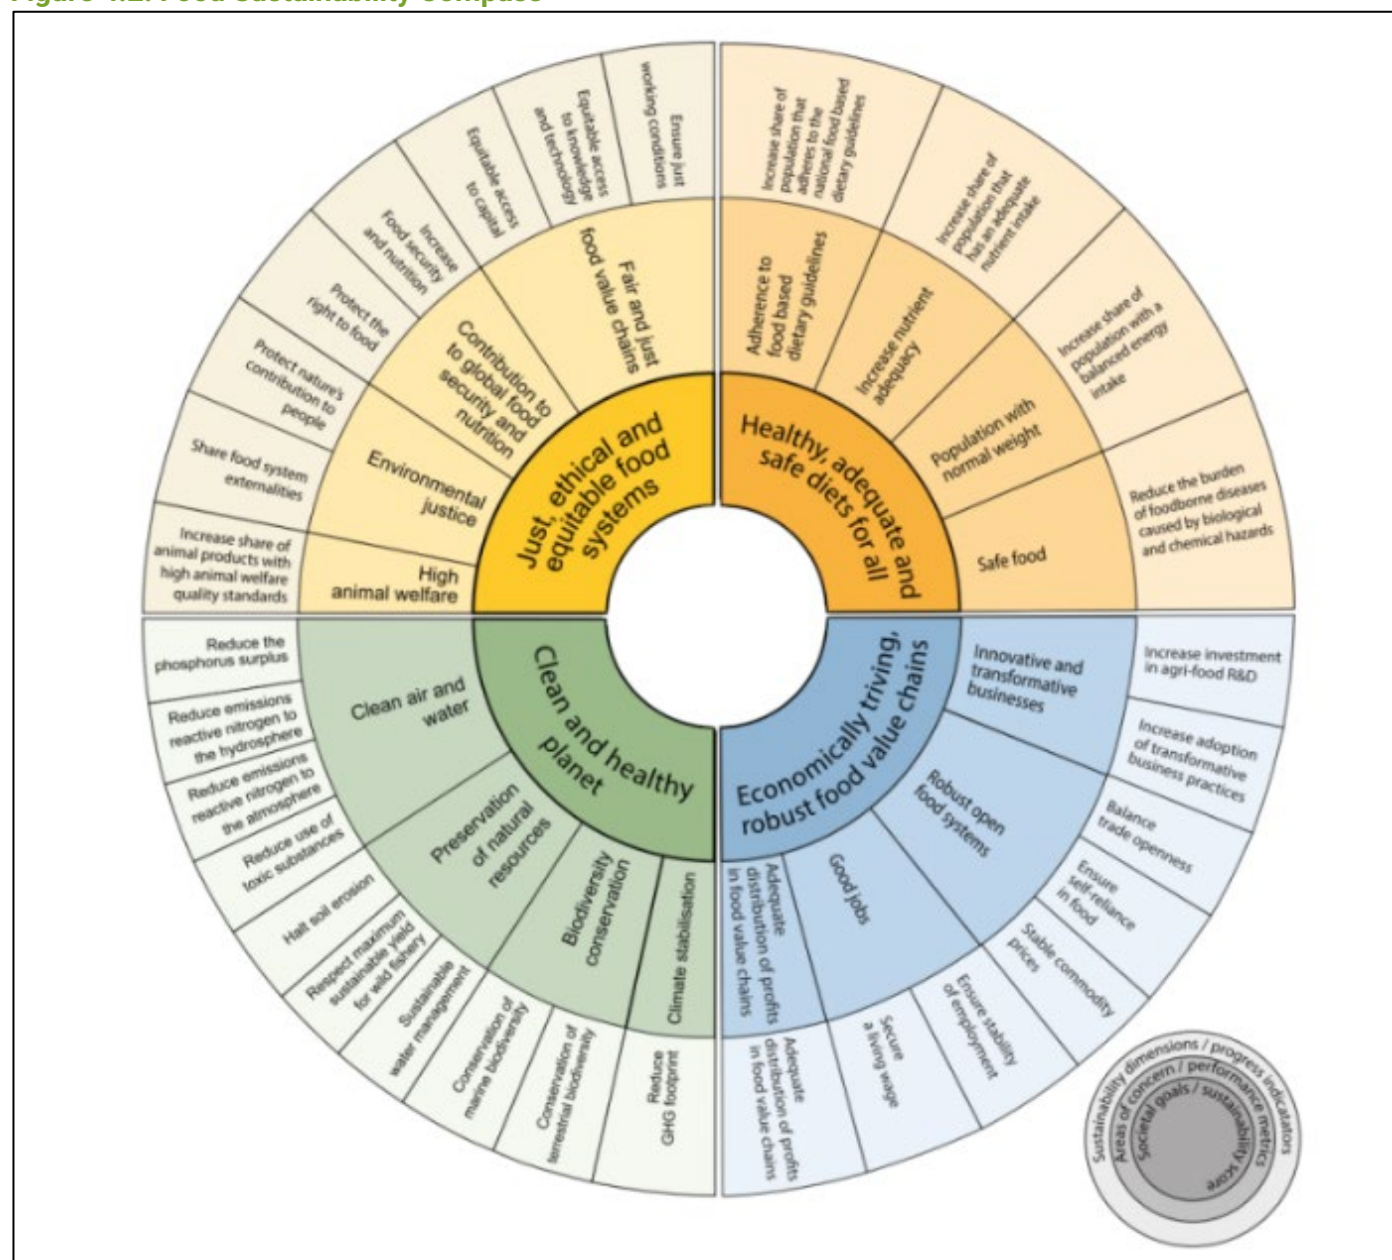 Figure 4.2. Food Sustainability Compass
Ensure just
working conditions
Equitable access
to knowledge
and technology
Equitable access
to capital
Increase
Food security
and nutrition
Protect the
right to food
Protect nature's
contribution to
people
Share food system
externalities
Increase share of
animal products with
high animal welfare
quality standards
Fair and just
food value chains
Contribution to
to global food
security and
nutrition
Environmental
justice
High
animal welfare
Just, ethical and
equitable food
systems
Increase share of
population that
adheres to the
national food based
dietary guidelines
Increase share of
population that
has an adequate
nutrient intake
Increase share of
population with a
balanced energy
intake
Reduce the burden
of foodborne diseases
caused by biological
and chemical hazards
Adherence to
food based
dietary guidelines
Increase nutrient
adequacy
Population with
normal weight
Safe food
Healthy, adequate and
safe diets for all
Clean and healthy
planet
Clean air and
water
Preservation
of natural
resources
Biodiversity
conservation
Climate stabilisation
Reduce the
phosphorus surplus
Reduce emissions
reactive nitrogen to
the hydrosphere
Reduce emissions
reactive nitrogen to
the atmosphere
Reduce use of
toxic substances
Halt soil erosion
Respect maximum
sustainable yield
for wild fishery
Sustainable
water management
Conservation of
marine biodiversity
Conservation of
terrestrial biodiversity
Reduce
GHG footprint
Economically triving,
robust food value chains
Innovative and
transformative
businesses
Robust open
food systems
Good jobs
Adequate
distribution of profits
in food value chains
Increase investment
in agri-food R&D
Increase adoption
of transformative
business practices
Balance
trade openness
Ensure
self-reliance
in food
Stable commodity
prices
Ensure stability
of employment
Secure
a living wage
Adequate
distribution of profits
in food value chains
Sustainability dimensions / progress indicatators
Areas of concern / performance metrics
Societal goals / sustainability score